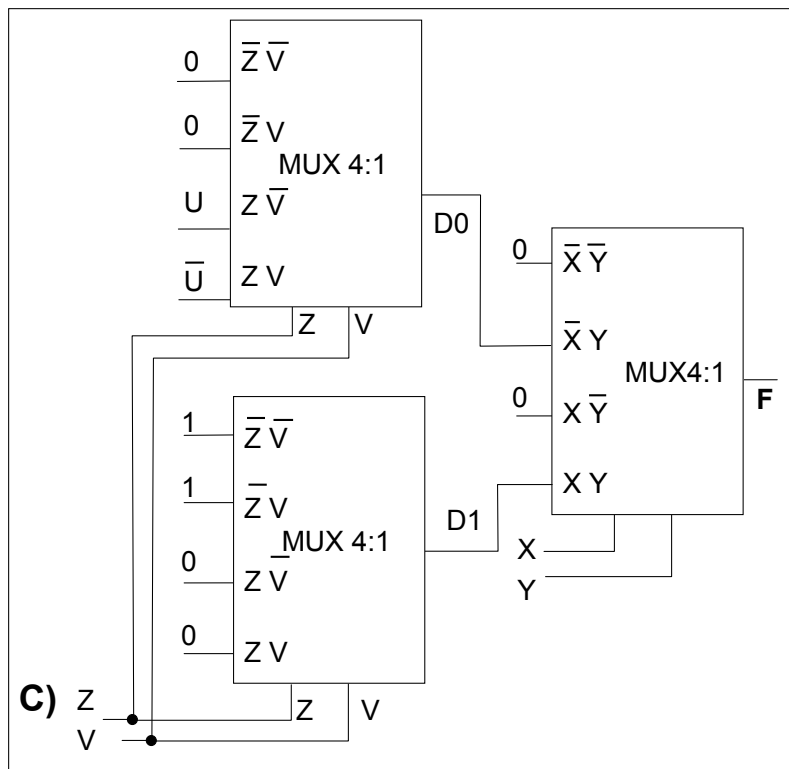 0 Z̅ V̅
0 Z̅ V
MUX 4:1
U Z V̅
U̅ Z V
Z V
D0
0 X̅ Y̅
X̅ Y
MUX4:1
F
0 X Y̅
X Y
X
Y
1 Z̅ V̅
1 Z̅ V
D1
MUX 4:1
0 Z V̅
0 Z V
Z V
C) Z
V